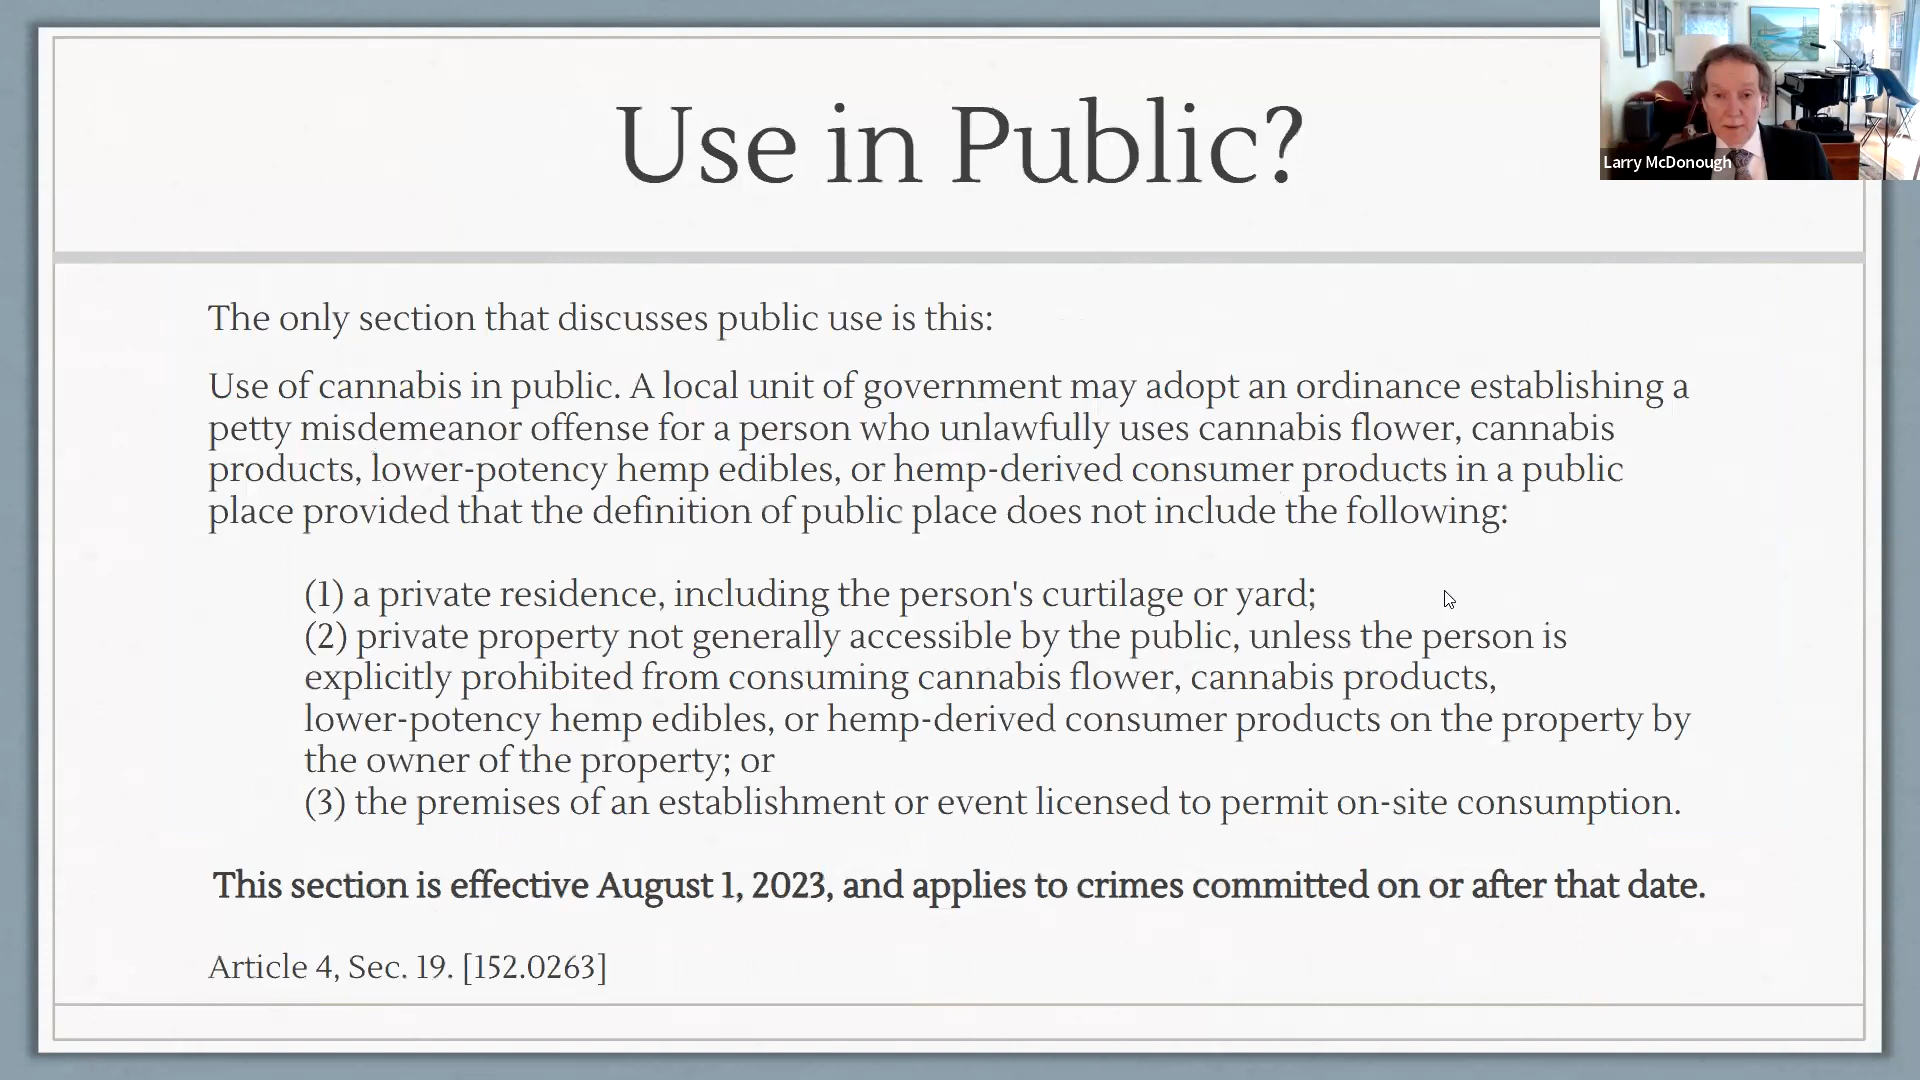 Use in Public?
Larry McDonough
The only section that discusses public use is this:
Use of cannabis in public. A local unit of government may adopt an ordinance establishing a
petty misdemeanor offense for a person who unlawfully uses cannabis flower, cannabis
products, lower-potency hemp edibles, or hemp-derived consumer products in a public
place provided that the definition of public place does not include the following:
(1) a private residence, including the person's curtilage or yard;
(2) private property not generally accessible by the public, unless the person is
explicitly prohibited from consuming cannabis flower, cannabis products,
lower-potency hemp edibles, or hemp-derived consumer products on the property by
the owner of the property; or
(3) the premises of an establishment or event licensed to permit on-site consumption.
This section is effective August 1, 2023, and applies to crimes committed on or after that date.
Article 4, Sec. 19. [152.0263]